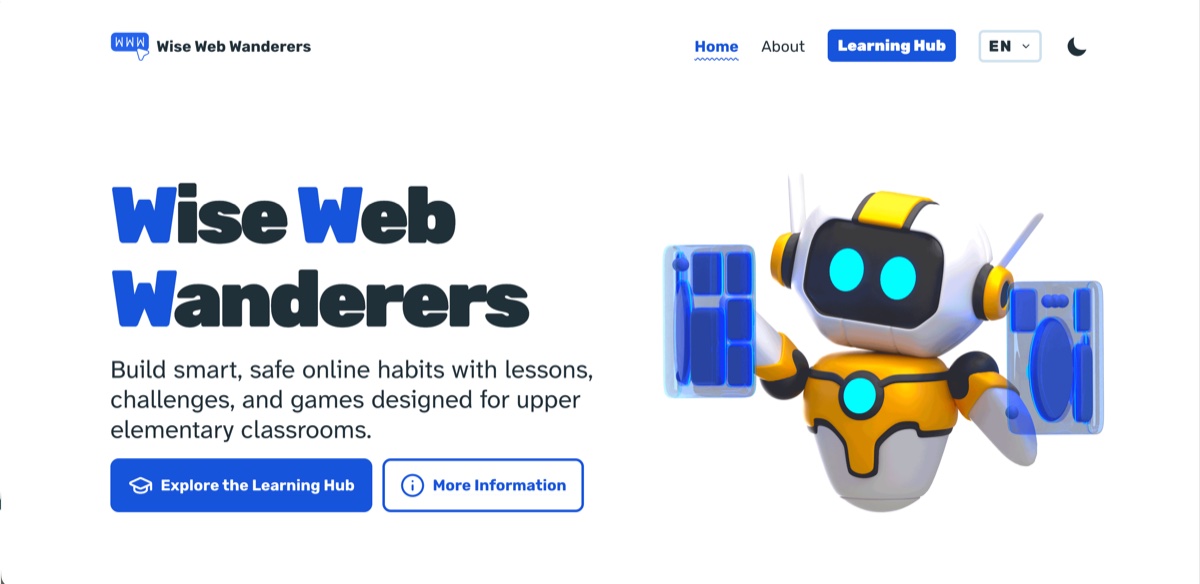 WWW Wise Web Wanderers
Home About Learning Hub EN
Wise Web
Wanderers
Build smart, safe online habits with lessons,
challenges, and games designed for upper
elementary classrooms.
Explore the Learning Hub More Information